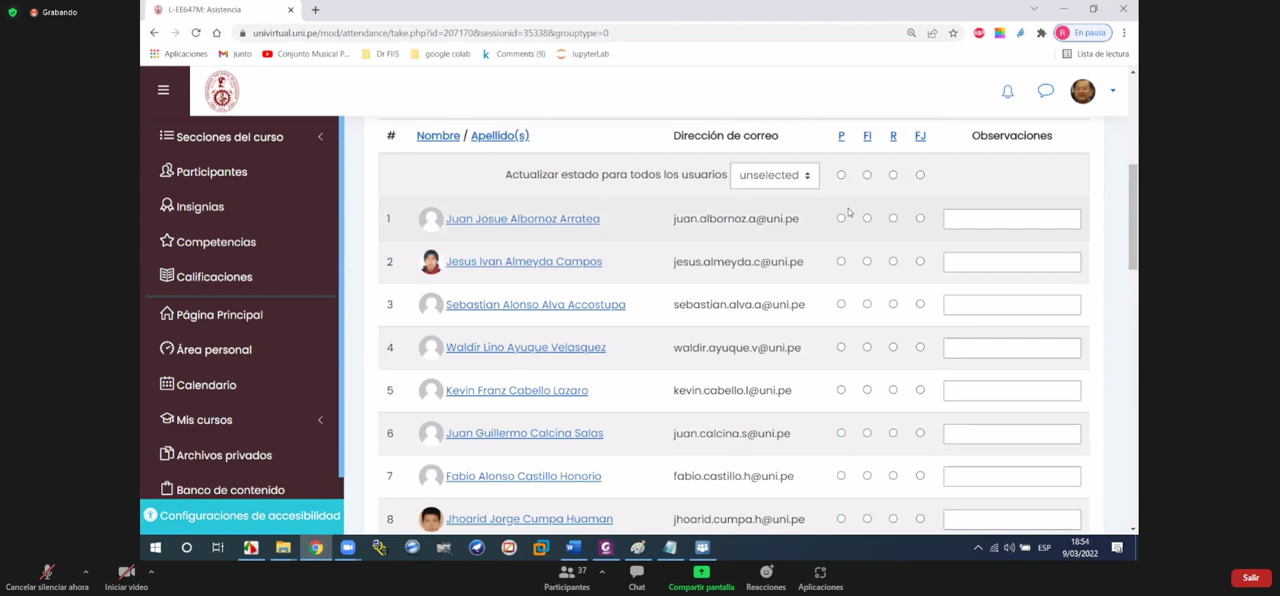 Grabando
L-EE647M: Asistencia
univirtual.uni.pe/mod/attendance/take.php?id=207170&sessionid=35338&grouptype=0
R En pausa
Aplicaciones junto Conjunto Musical P... Dr FIIS google colab Comments (9) JupyterLab Lista de lectura
Secciones del curso
Participantes
Insignias
Competencias
Calificaciones
Página Principal
Área personal
Calendario
Mis cursos
Archivos privados
Banco de contenido
Configuraciones de accesibilidad
# Nombre / Apellido(s) Dirección de correo P FI R FJ Observaciones
Actualizar estado para todos los usuarios unselected
1 Juan Josue Albornoz Arratea juan.albornoz.a@uni.pe
2 Jesus Ivan Almeyda Campos jesus.almeyda.c@uni.pe
3 Sebastian Alonso Alva Accostupa sebastian.alva.a@uni.pe
4 Waldir Lino Ayuque Velasquez waldir.ayuque.v@uni.pe
5 Kevin Franz Cabello Lazaro kevin.cabello.l@uni.pe
6 Juan Guillermo Calcina Salas juan.calcina.s@uni.pe
7 Fabio Alonso Castillo Honorio fabio.castillo.h@uni.pe
8 Jhoarid Jorge Cumpa Huaman jhoarid.cumpa.h@uni.pe
ESP
18:54
9/03/2022
Cancelar silenciar ahora
Iniciar video
37
Participantes
Chat
Compartir pantalla
Reacciones
Aplicaciones
Salir